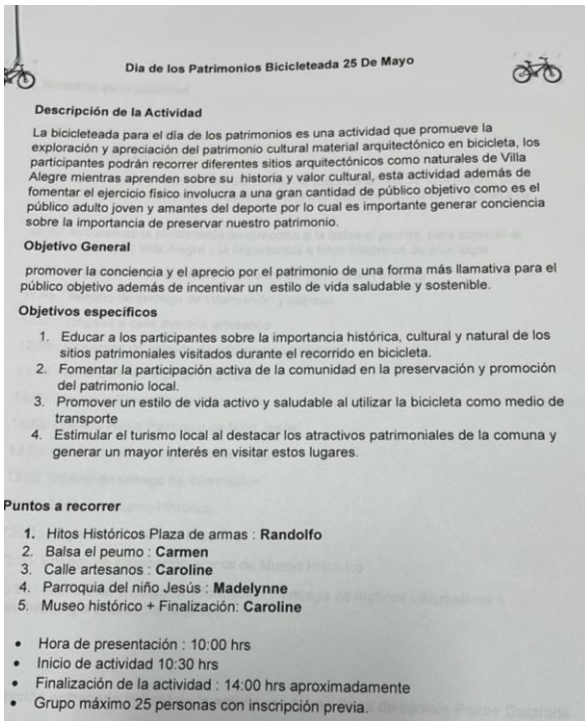 Dia de los Patrimonios Bicicleteada 25 De Mayo
Descripción de la Actividad
La bicicleteada para el día de los patrimonios es una actividad que promueve la
exploración y apreciación del patrimonio cultural material arquitectónico en bicicleta, los
participantes podrán recorrer diferentes sitios arquitectónicos como naturales de Villa
Alegre mientras aprenden sobre su historia y valor cultural, esta actividad además de
fomentar el ejercicio físico involucra a una gran cantidad de público objetivo como es el
público adulto joven y amantes del deporte por lo cual es importante generar conciencia
sobre la importancia de preservar nuestro patrimonio.
Objetivo General
promover la conciencia y el aprecio por el patrimonio de una forma más llamativa para el
público objetivo además de incentivar un estilo de vida saludable y sostenible.
Objetivos específicos
1. Educar a los participantes sobre la importancia histórica, cultural y natural de los
sitios patrimoniales visitados durante el recorrido en bicicleta.
2. Fomentar la participación activa de la comunidad en la preservación y promoción
del patrimonio local.
3. Promover un estilo de vida activo y saludable al utilizar la bicicleta como medio de
transporte
4. Estimular el turismo local al destacar los atractivos patrimoniales de la comuna y
generar un mayor interés en visitar estos lugares.
Puntos a recorrer
1. Hitos Históricos Plaza de armas : Randolfo
2. Balsa el peumo : Carmen
3. Calle artesanos : Caroline
4. Parroquia del niño Jesús : Madelynne
5. Museo histórico + Finalización: Caroline
• Hora de presentación : 10:00 hrs
• Inicio de actividad 10:30 hrs
• Finalización de la actividad : 14:00 hrs aproximadamente
• Grupo máximo 25 personas con inscripción previa.